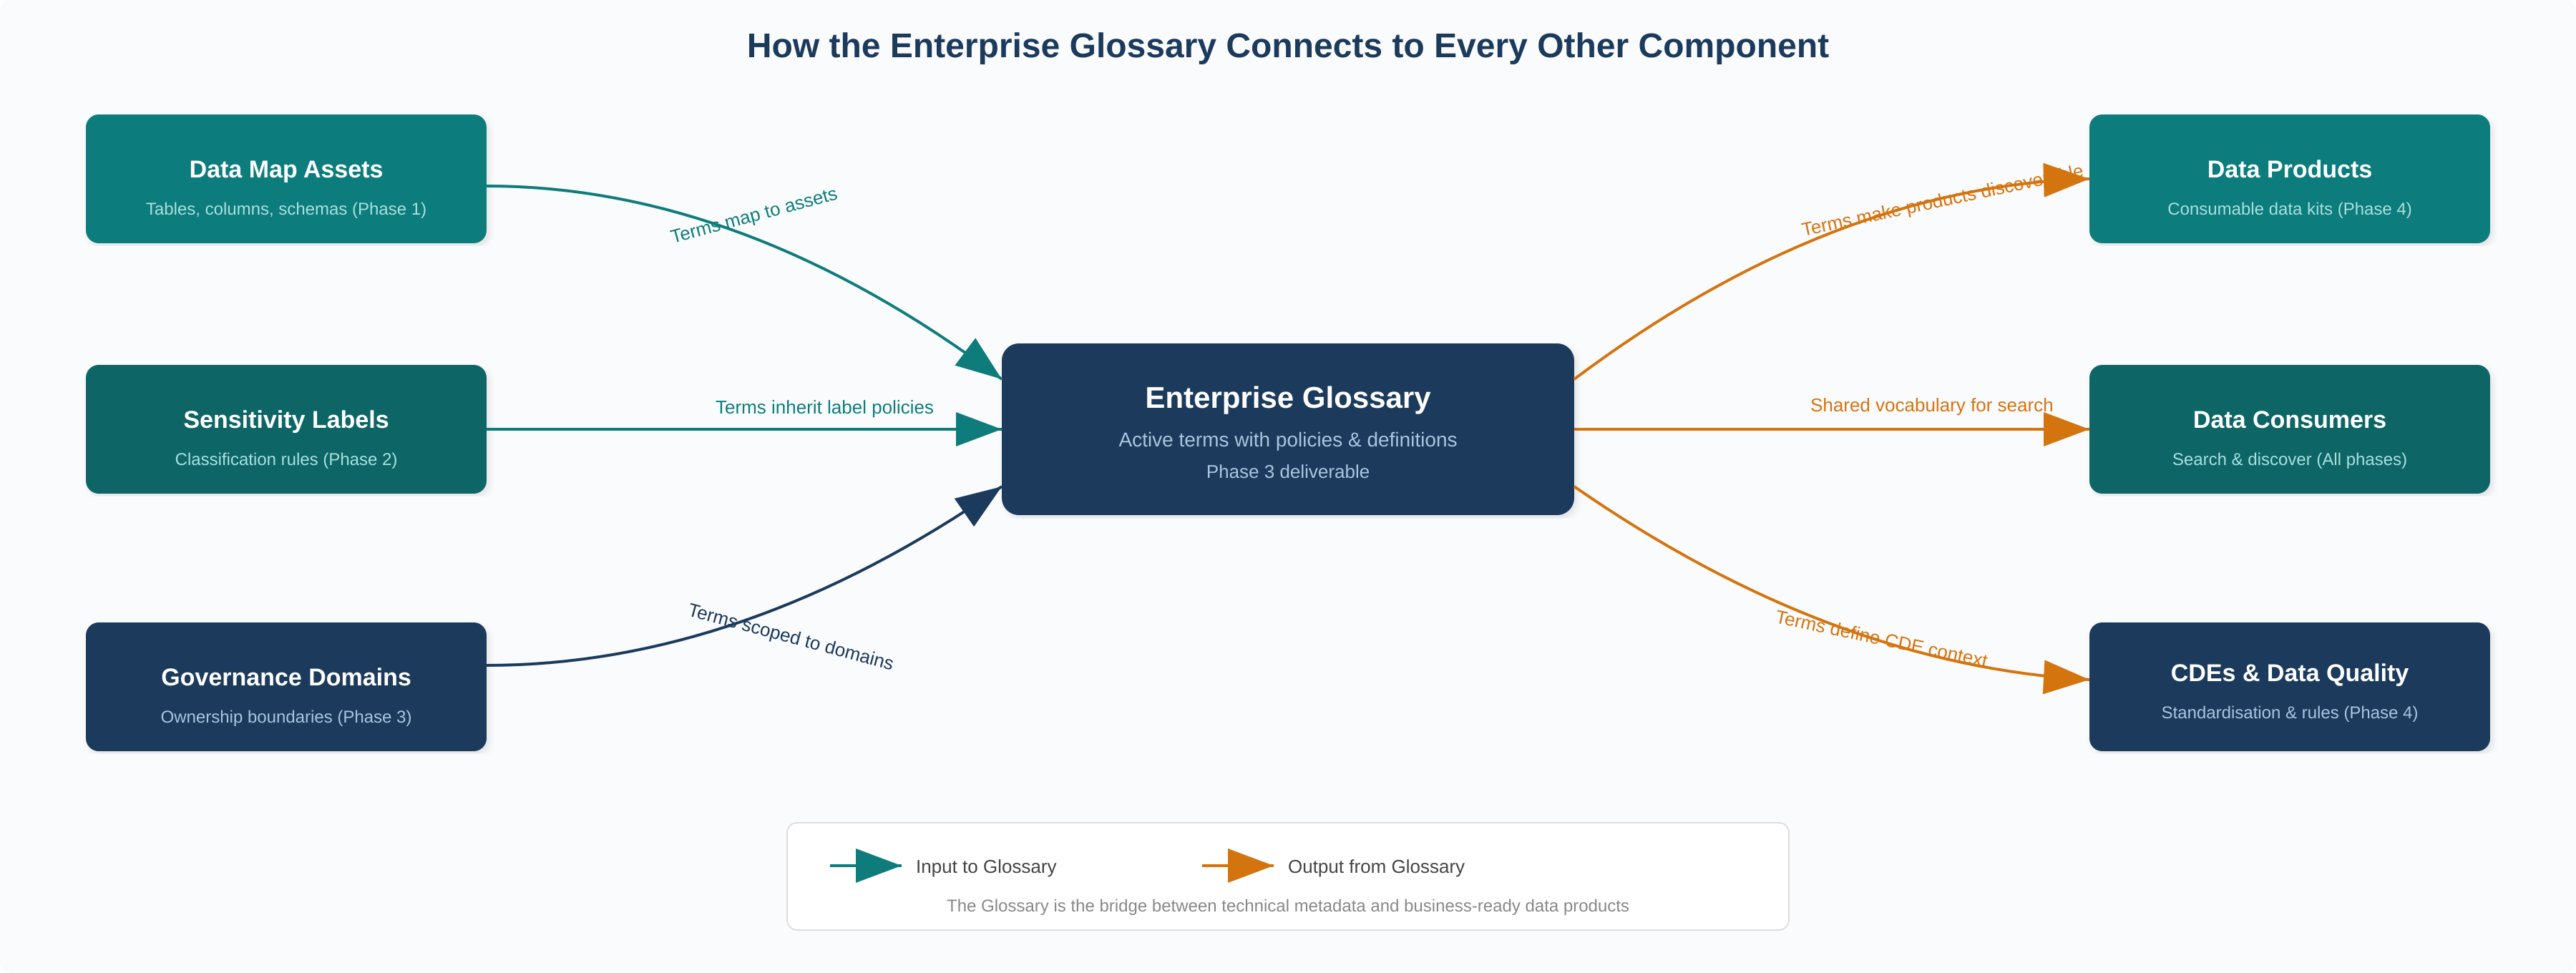 How the Enterprise Glossary Connects to Every Other Component
Data Map Assets
Tables, columns, schemas (Phase 1)
Terms map to assets
Sensitivity Labels
Classification rules (Phase 2)
Terms inherit label policies
Governance Domains
Ownership boundaries (Phase 3)
Terms scoped to domains
Enterprise Glossary
Active terms with policies & definitions
Phase 3 deliverable
Terms make products discoverable
Data Products
Consumable data kits (Phase 4)
Shared vocabulary for search
Data Consumers
Search & discover (All phases)
Terms define CDE context
CDEs & Data Quality
Standardisation & rules (Phase 4)
Input to Glossary
Output from Glossary
The Glossary is the bridge between technical metadata and business-ready data products